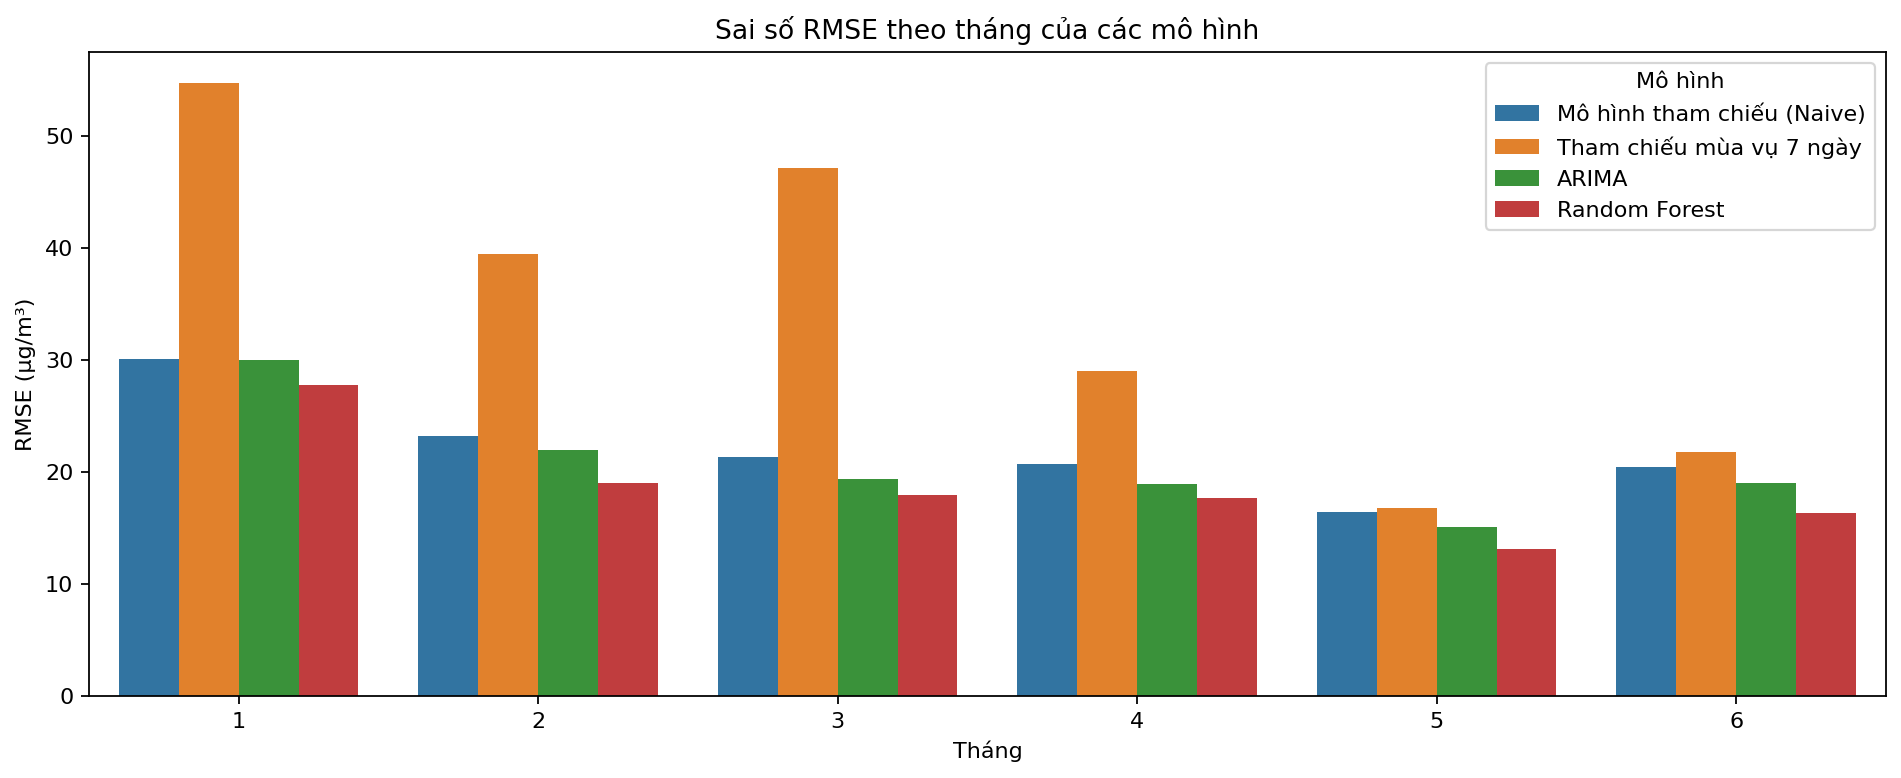 Sai số RMSE theo tháng của các mô hình
Mô hình
Mô hình tham chiếu (Naive)
Tham chiếu mùa vụ 7 ngày
ARIMA
Random Forest
RMSE (µg/m³)
50
40
30
20
10
0
1 2 3 4 5 6
Tháng